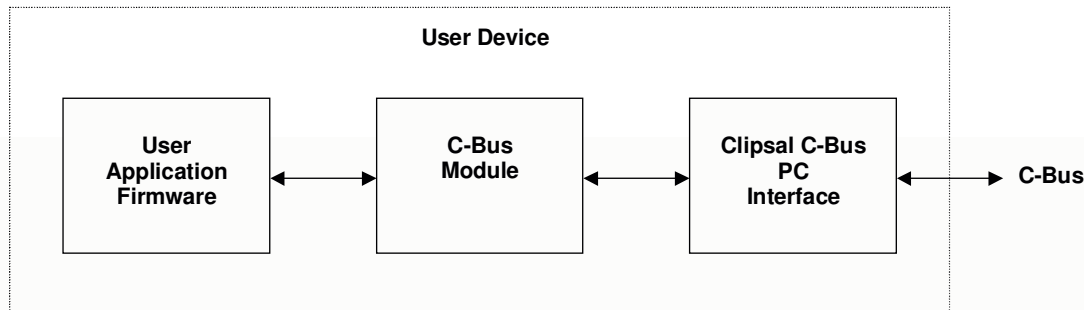 User Device
User
Application
Firmware
C-Bus
Module
Clipsal C-Bus
PC
Interface
C-Bus